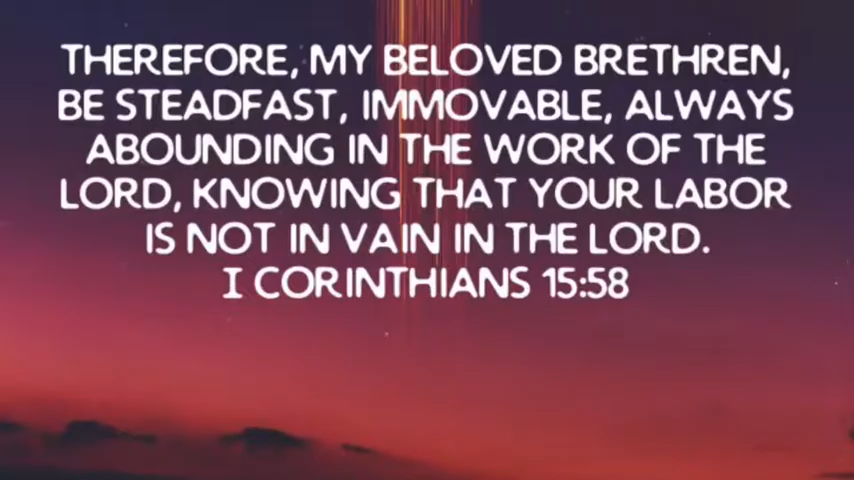 THEREFORE, MY BELOVED BRETHREN,
BE STEADFAST, IMMOVABLE, ALWAYS
ABOUNDING IN THE WORK OF THE
LORD, KNOWING THAT YOUR LABOR
IS NOT IN VAIN IN THE LORD.
I CORINTHIANS 15:58